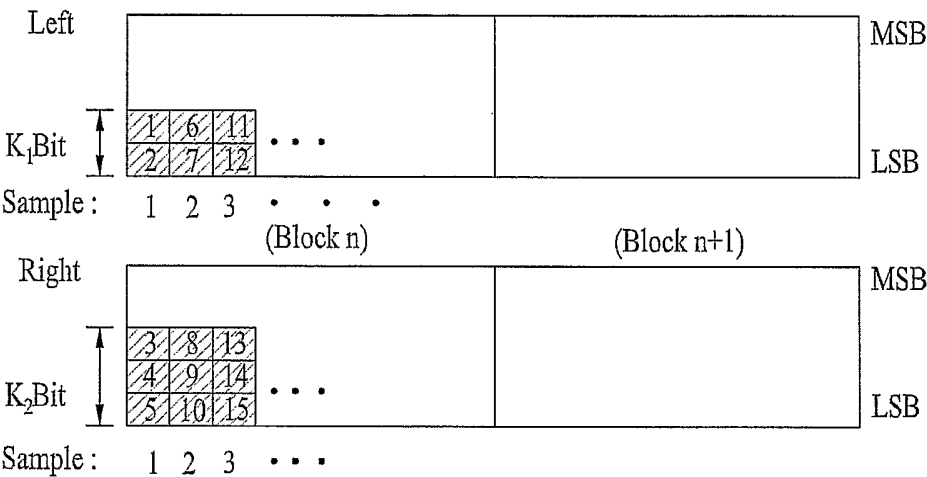 Left MSB
1 6 11
K₁Bit • • •
2 7 12 LSB
Sample : 1 2 3 • • •
(Block n) (Block n+1)
Right MSB
3 8 13
4 9 14
K₂Bit • • •
5 10 15 LSB
Sample : 1 2 3 • • •